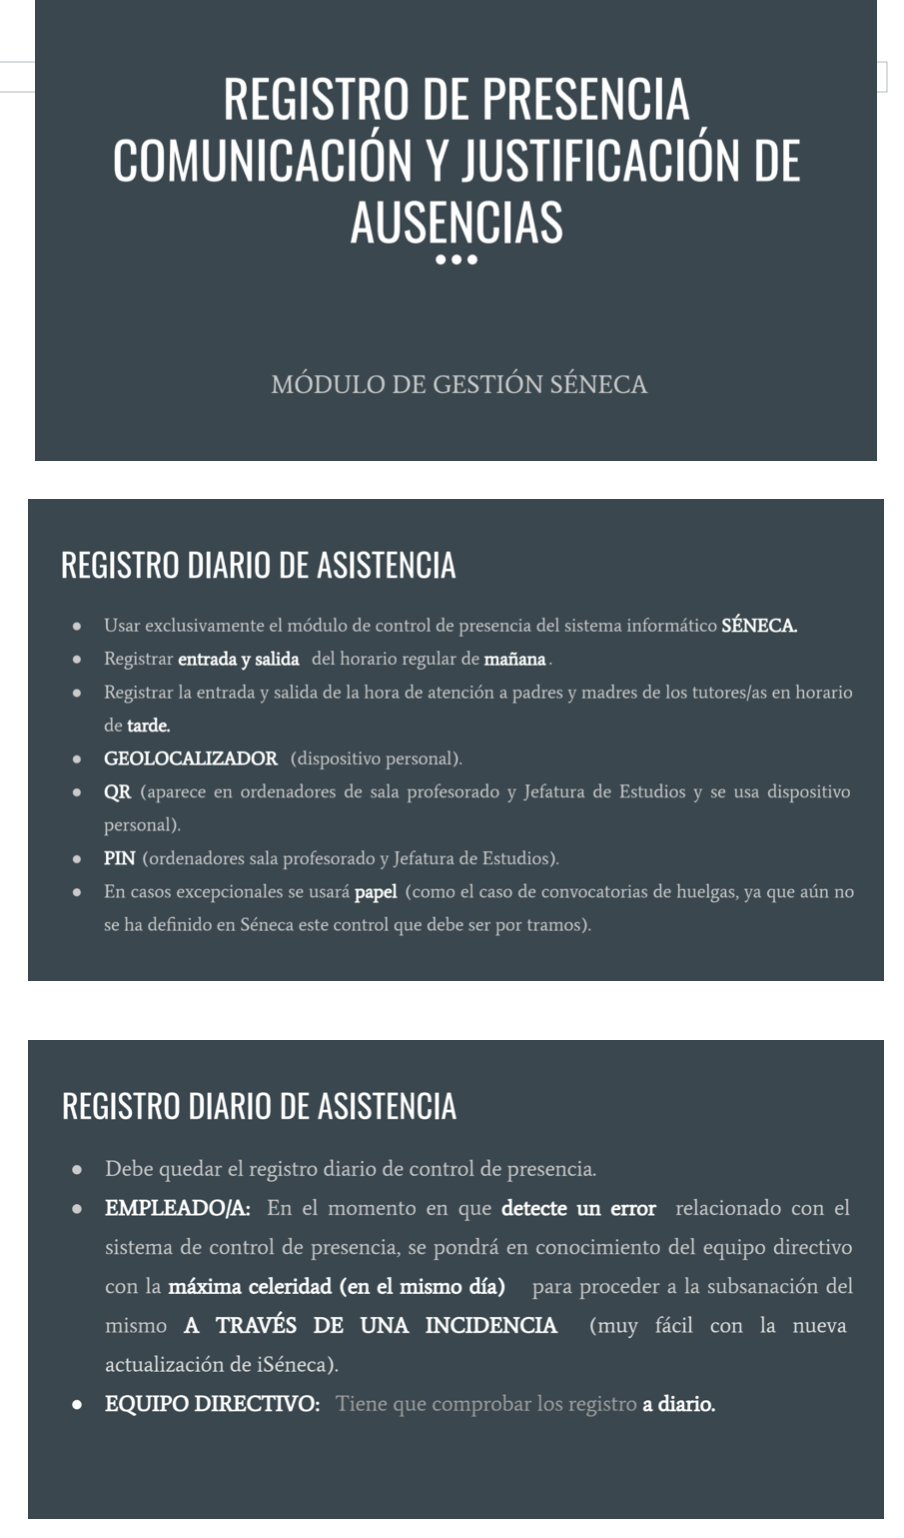 REGISTRO DE PRESENCIA
COMUNICACIÓN Y JUSTIFICACIÓN DE
AUSENCIAS
MÓDULO DE GESTIÓN SÉNECA
REGISTRO DIARIO DE ASISTENCIA
● Usar exclusivamente el módulo de control de presencia del sistema informático SÉNECA.
● Registrar entrada y salida del horario regular de mañana.
● Registrar la entrada y salida de la hora de atención a padres y madres de los tutores/as en horario
de tarde.
● GEOLOCALIZADOR (dispositivo personal).
● QR (aparece en ordenadores de sala profesorado y Jefatura de Estudios y se usa dispositivo
personal).
● PIN (ordenadores sala profesorado y Jefatura de Estudios).
● En casos excepcionales se usará papel (como el caso de convocatorias de huelgas, ya que aún no
se ha definido en Séneca este control que debe ser por tramos).
REGISTRO DIARIO DE ASISTENCIA
● Debe quedar el registro diario de control de presencia.
● EMPLEADO/A: En el momento en que detecte un error relacionado con el
sistema de control de presencia, se pondrá en conocimiento del equipo directivo
con la máxima celeridad (en el mismo día) para proceder a la subsanación del
mismo A TRAVÉS DE UNA INCIDENCIA (muy fácil con la nueva
actualización de iSéneca).
● EQUIPO DIRECTIVO: Tiene que comprobar los registro a diario.